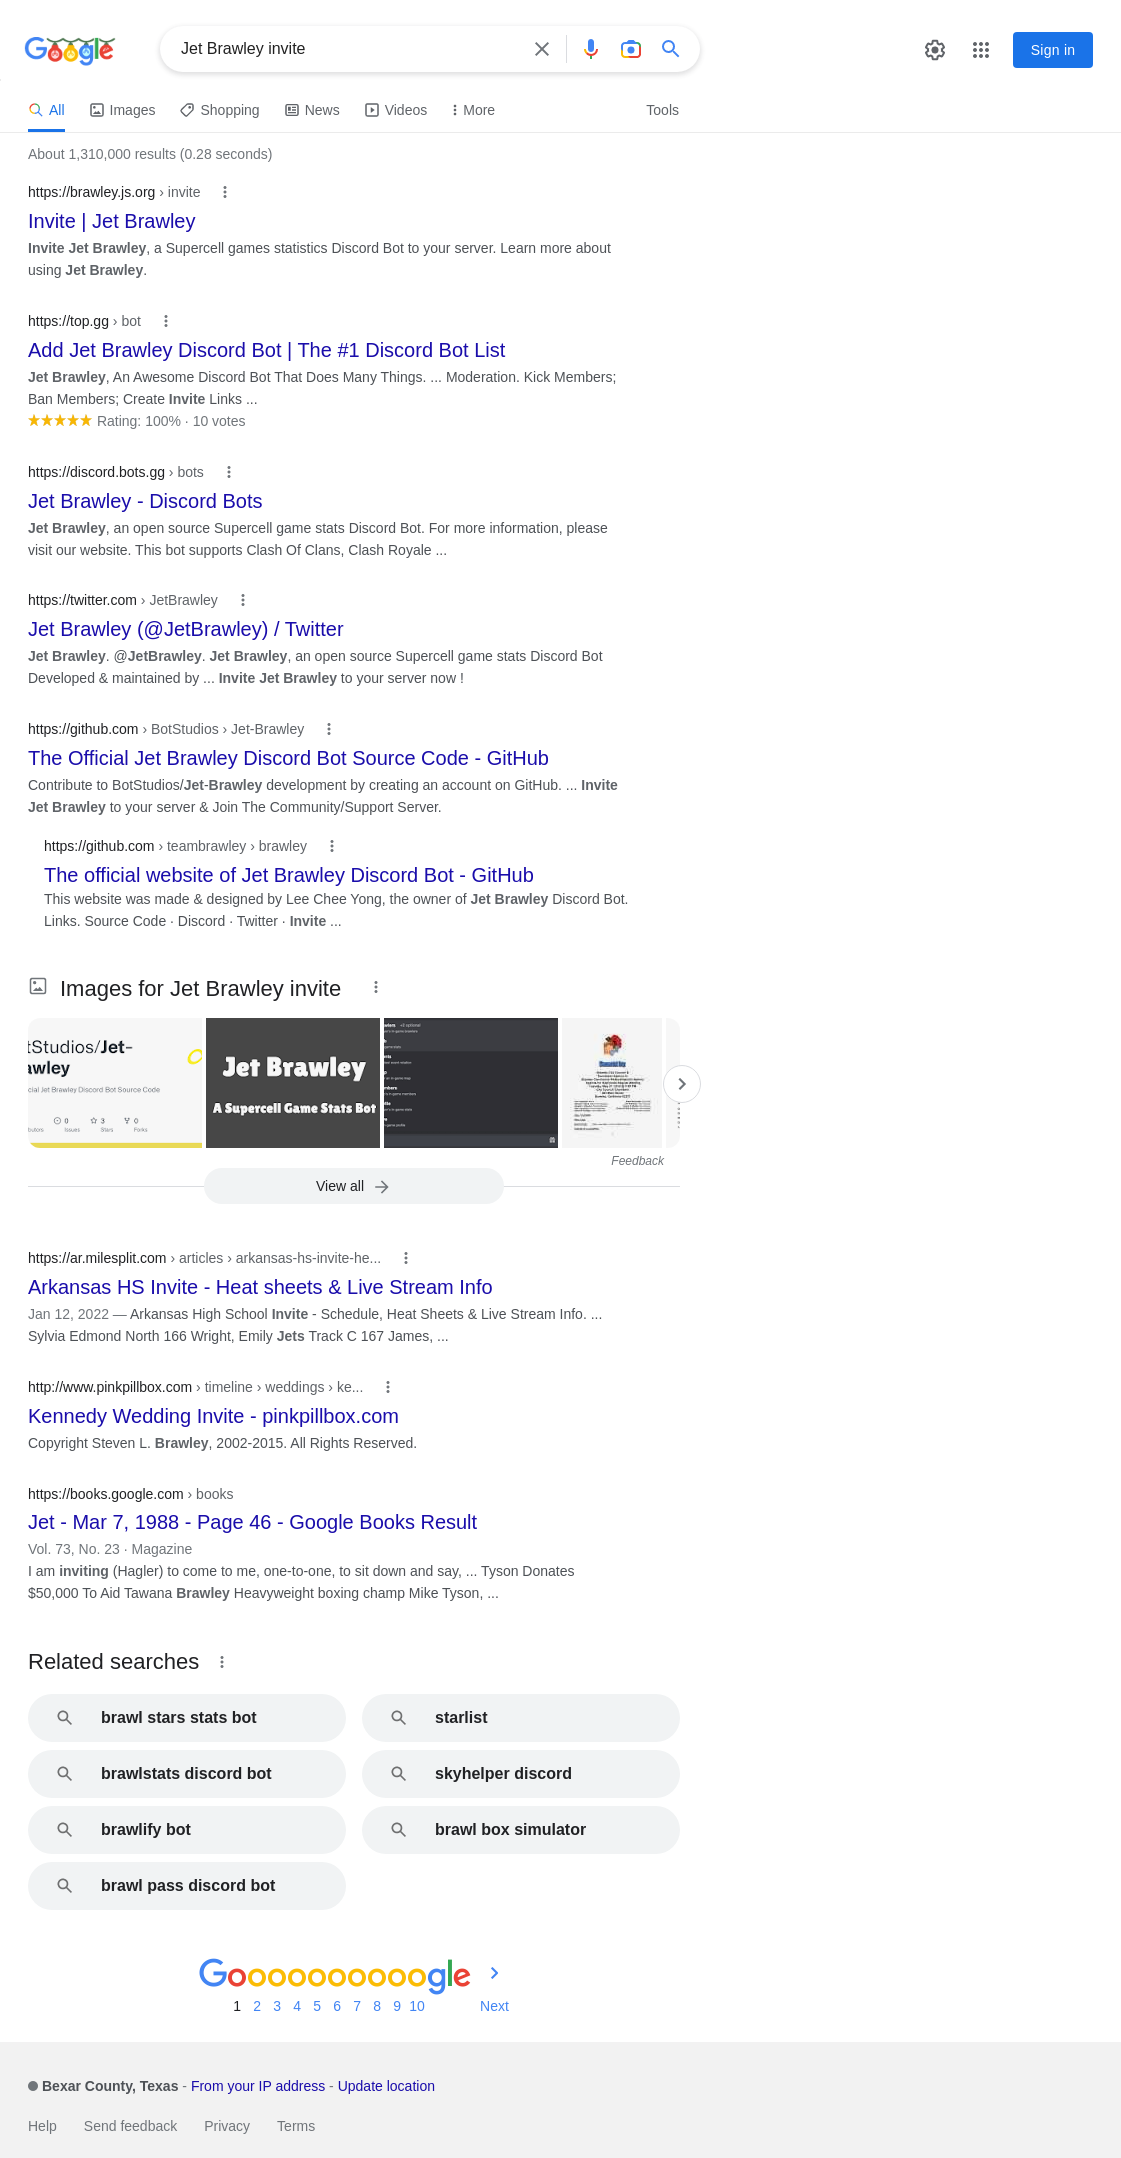 Google
Jet Brawley invite
Sign in
All
Images
Shopping
News
Videos
More
Tools
About 1,310,000 results (0.28 seconds)
https://brawley.js.org › invite
Invite | Jet Brawley
Invite Jet Brawley, a Supercell games statistics Discord Bot to your server. Learn more about
using Jet Brawley.
https://top.gg › bot
Add Jet Brawley Discord Bot | The #1 Discord Bot List
Jet Brawley, An Awesome Discord Bot That Does Many Things. ... Moderation. Kick Members;
Ban Members; Create Invite Links ...
Rating: 100% · 10 votes
https://discord.bots.gg › bots
Jet Brawley - Discord Bots
Jet Brawley, an open source Supercell game stats Discord Bot. For more information, please
visit our website. This bot supports Clash Of Clans, Clash Royale ...
https://twitter.com › JetBrawley
Jet Brawley (@JetBrawley) / Twitter
Jet Brawley. @JetBrawley. Jet Brawley, an open source Supercell game stats Discord Bot
Developed & maintained by ... Invite Jet Brawley to your server now !
https://github.com › BotStudios › Jet-Brawley
The Official Jet Brawley Discord Bot Source Code - GitHub
Contribute to BotStudios/Jet-Brawley development by creating an account on GitHub. ... Invite
Jet Brawley to your server & Join The Community/Support Server.
https://github.com › teambrawley › brawley
The official website of Jet Brawley Discord Bot - GitHub
This website was made & designed by Lee Chee Yong, the owner of Jet Brawley Discord Bot.
Links. Source Code · Discord · Twitter · Invite ...
Images for Jet Brawley invite
tStudios/Jet-
awley
cial Jet Brawley Discord Bot Source Code
0 3 0
Issues Stars Forks
Jet Brawley
A Supercell Game Stats Bot
Feedback
View all
https://ar.milesplit.com › articles › arkansas-hs-invite-he...
Arkansas HS Invite - Heat sheets & Live Stream Info
Jan 12, 2022 — Arkansas High School Invite - Schedule, Heat Sheets & Live Stream Info. ...
Sylvia Edmond North 166 Wright, Emily Jets Track C 167 James, ...
http://www.pinkpillbox.com › timeline › weddings › ke...
Kennedy Wedding Invite - pinkpillbox.com
Copyright Steven L. Brawley, 2002-2015. All Rights Reserved.
https://books.google.com › books
Jet - Mar 7, 1988 - Page 46 - Google Books Result
Vol. 73, No. 23 · Magazine
I am inviting (Hagler) to come to me, one-to-one, to sit down and say, ... Tyson Donates
$50,000 To Aid Tawana Brawley Heavyweight boxing champ Mike Tyson, ...
Related searches
brawl stars stats bot
starlist
brawlstats discord bot
skyhelper discord
brawlify bot
brawl box simulator
brawl pass discord bot
Goooooooooogle
1 2 3 4 5 6 7 8 9 10 Next
Bexar County, Texas - From your IP address - Update location
Help Send feedback Privacy Terms